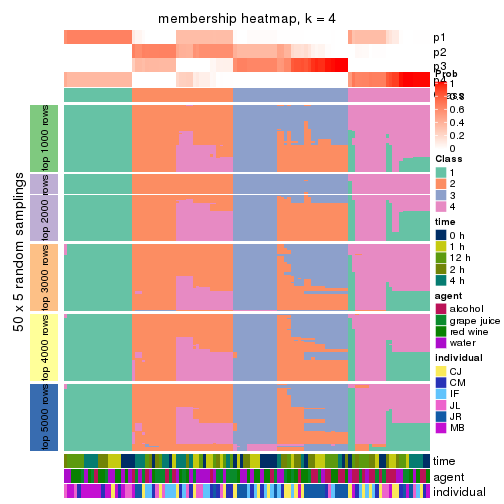 membership heatmap, k = 4
p1
p2
p3
p4
Prob
1
0.8
0.6
0.4
0.2
0
Class
Class
1
2
3
4
time
0 h
1 h
12 h
2 h
4 h
agent
alcohol
grape juice
red wine
water
individual
CJ
CM
IF
JL
JR
MB
50 x 5 random samplings
top 1000 rows
top 2000 rows
top 3000 rows
top 4000 rows
top 5000 rows
time
agent
individual